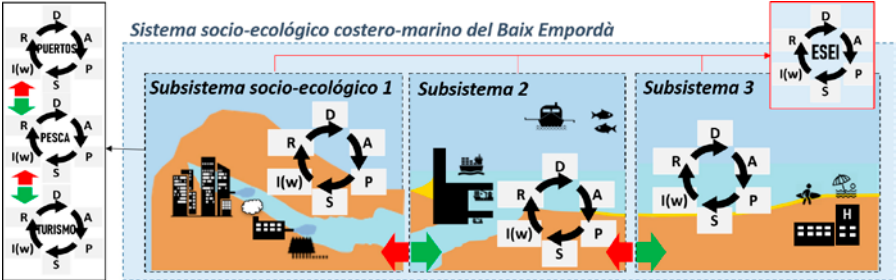 Sistema socio-ecológico costero-marino del Baix Empordà
D
R
A
PUERTOS
I(w)
P
S
D
R
A
PESCA
I(w)
P
S
D
R
A
TURISMO
I(w)
P
S
Subsistema socio-ecológico 1
D
R
A
I(w)
P
S
Subsistema 2
D
R
A
I(w)
P
S
Subsistema 3
D
R
A
I(w)
P
S
H
D
R
A
ESEI
I(w)
P
S